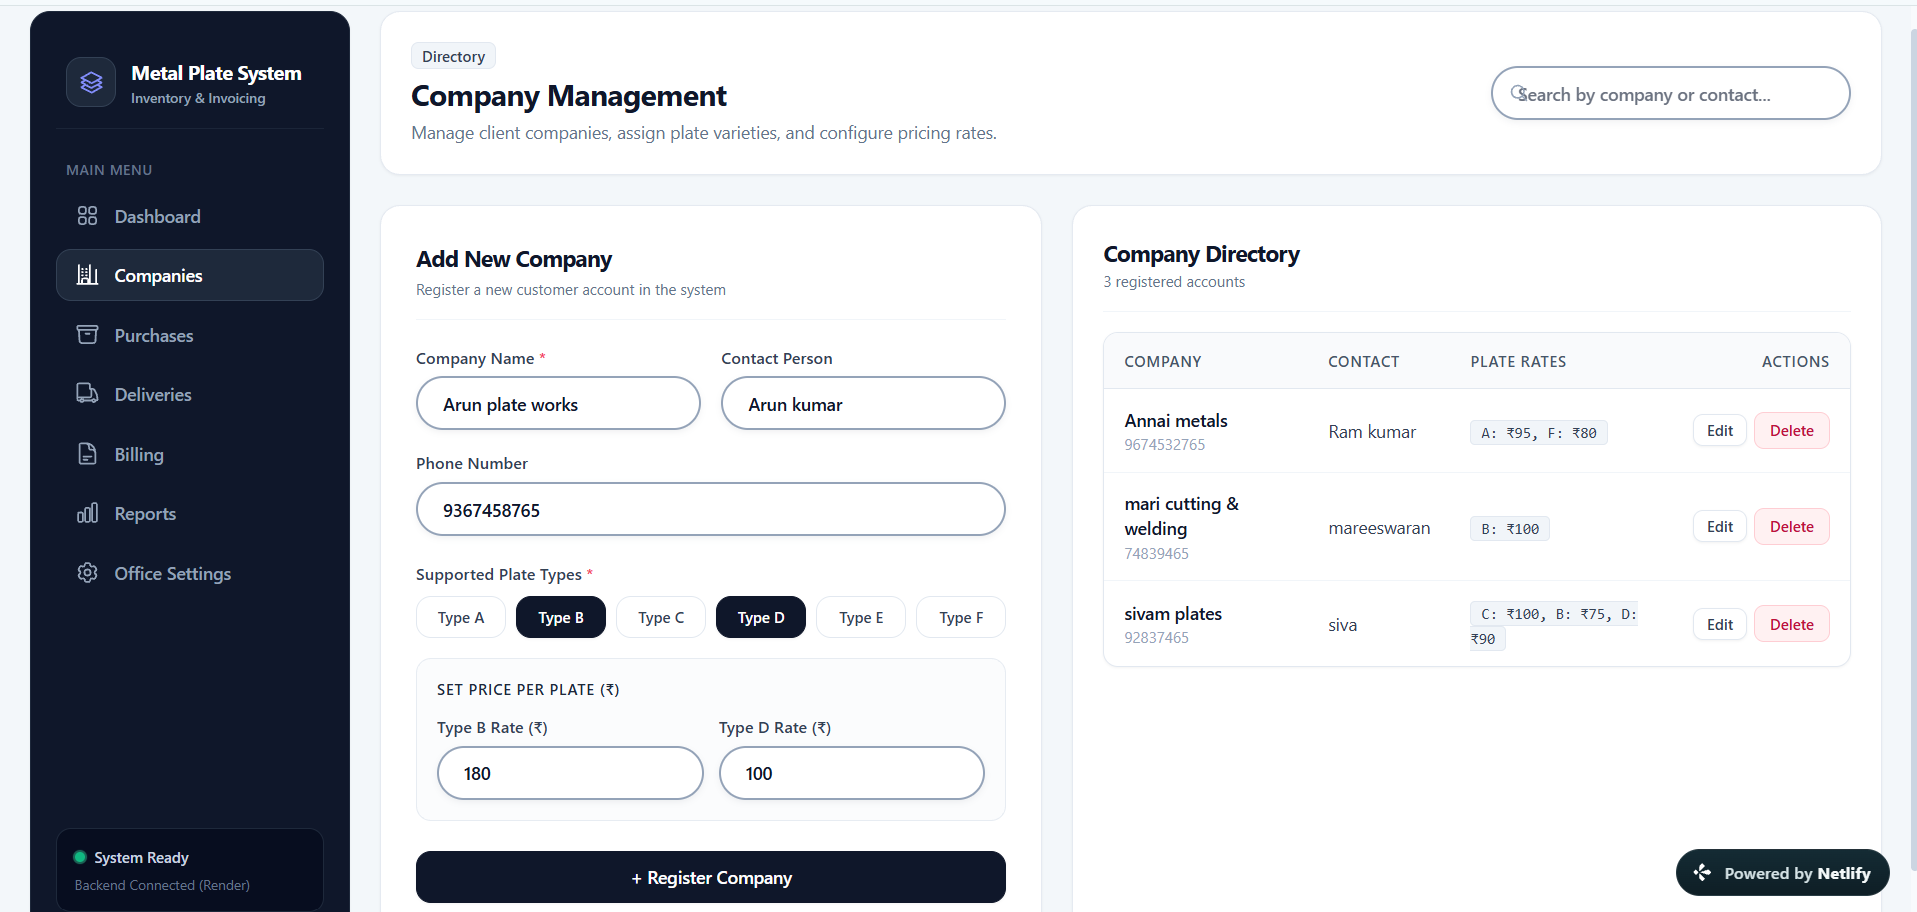 Metal Plate System
Inventory & Invoicing
MAIN MENU
Dashboard
Companies
Purchases
Deliveries
Billing
Reports
Office Settings
System Ready
Backend Connected (Render)
Directory
Company Management
Manage client companies, assign plate varieties, and configure pricing rates.
Search by company or contact...
Add New Company
Register a new customer account in the system
Company Name *
Contact Person
Arun plate works
Arun kumar
Phone Number
9367458765
Supported Plate Types *
Type A
Type B
Type C
Type D
Type E
Type F
SET PRICE PER PLATE (₹)
Type B Rate (₹)
Type D Rate (₹)
180
100
+ Register Company
Company Directory
3 registered accounts
COMPANY CONTACT PLATE RATES ACTIONS
Annai metals
9674532765
Ram kumar
A: ₹95, F: ₹80
Edit
Delete
mari cutting &
welding
74839465
mareeswaran
B: ₹100
Edit
Delete
sivam plates
92837465
siva
C: ₹100, B: ₹75, D:
₹90
Edit
Delete
Powered by Netlify